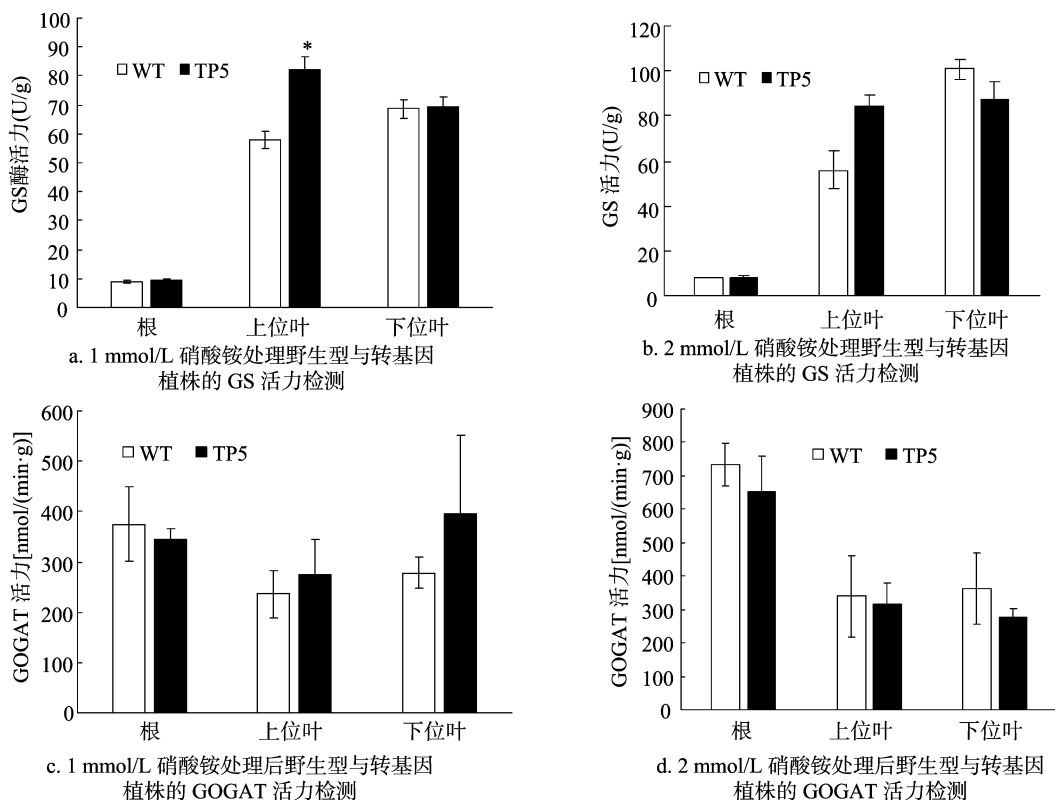 GS酶活力(U/g)
100
90
80
70
60
50
40
30
20
10
0
WT TP5
*
根 上位叶 下位叶
a. 1 mmol/L 硝酸铵处理野生型与转基因
植株的 GS 活力检测
GS 活力(U/g)
120
100
80
60
40
20
0
WT TP5
根 上位叶 下位叶
b. 2 mmol/L 硝酸铵处理野生型与转基因
植株的 GS 活力检测
GOGAT 活力[nmol/(min·g)]
600
500
400
300
200
100
0
WT TP5
根 上位叶 下位叶
c. 1 mmol/L 硝酸铵处理后野生型与转基因
植株的 GOGAT 活力检测
GOGAT 活力[nmol/(min·g)]
900
800
700
600
500
400
300
200
100
0
WT TP5
根 上位叶 下位叶
d. 2 mmol/L 硝酸铵处理后野生型与转基因
植株的 GOGAT 活力检测